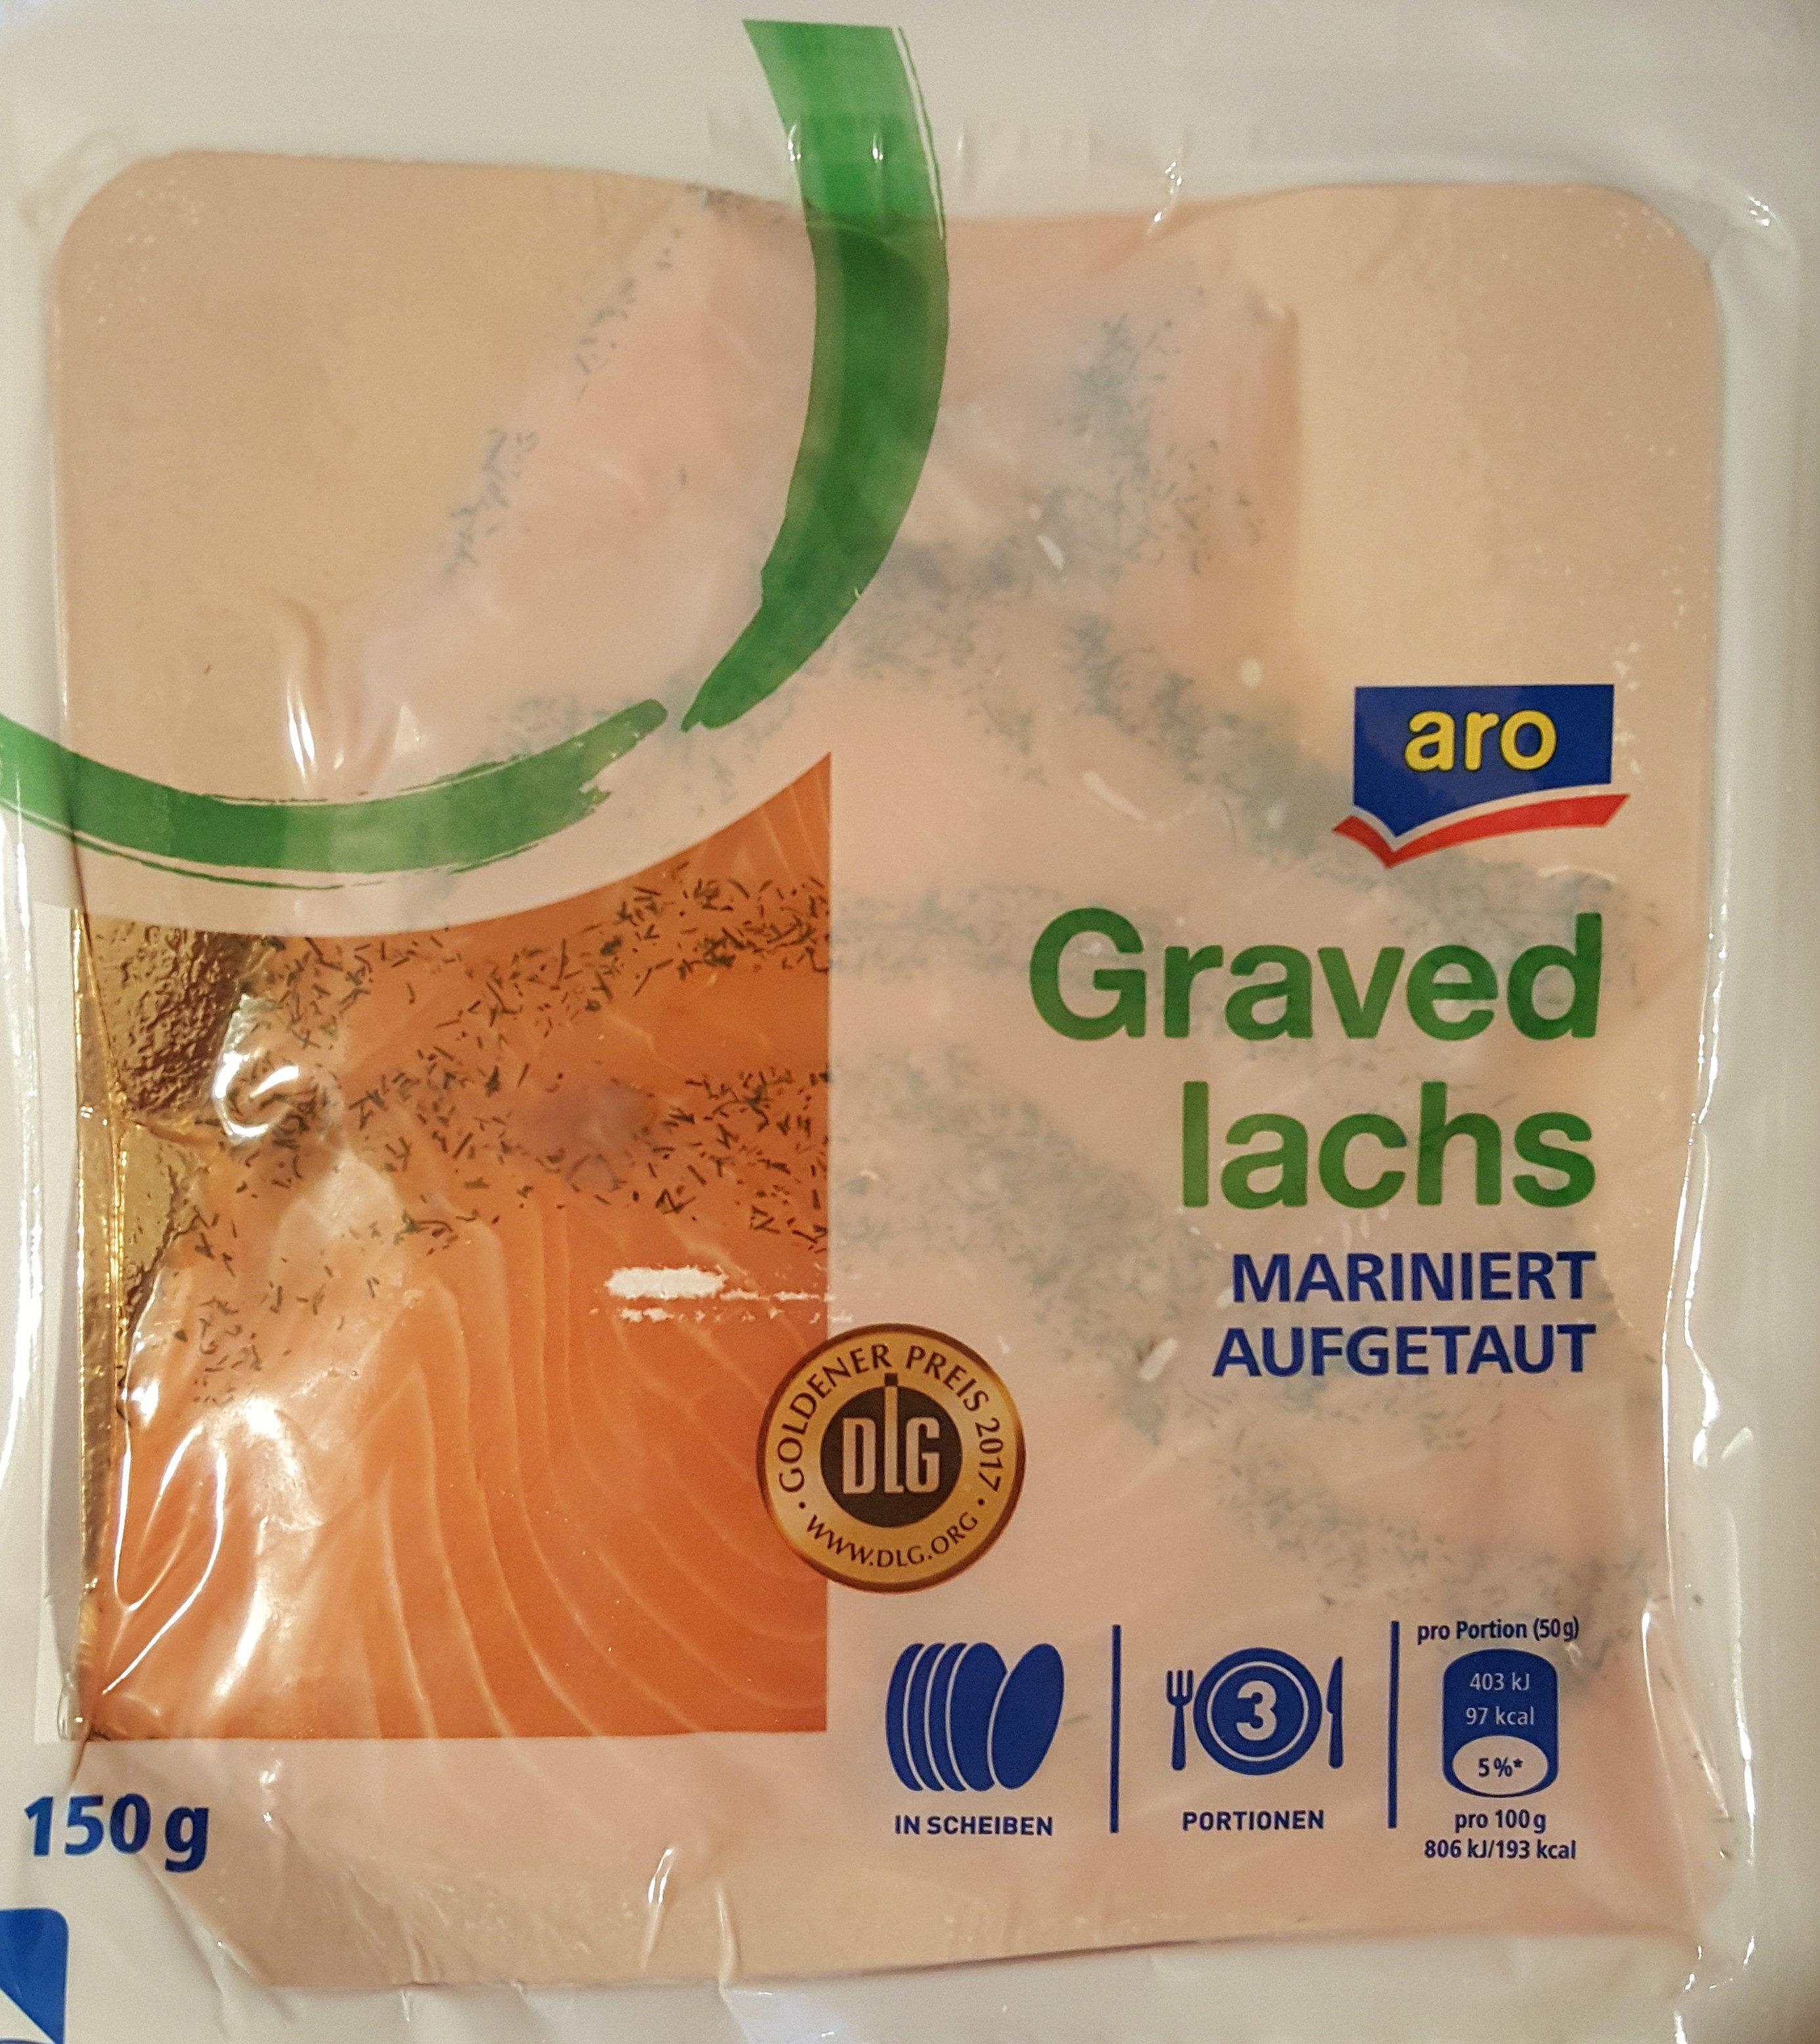 aro
Graved
lachs
MARINIERT
AUFGETAUT
GOLDENER PREIS 2017
DLG
WWW.DLG.ORG
150 g
IN SCHEIBEN
3
PORTIONEN
pro Portion (50g)
403 kJ
97 kcal
5%*
pro 100g
806 kJ/193 kcal